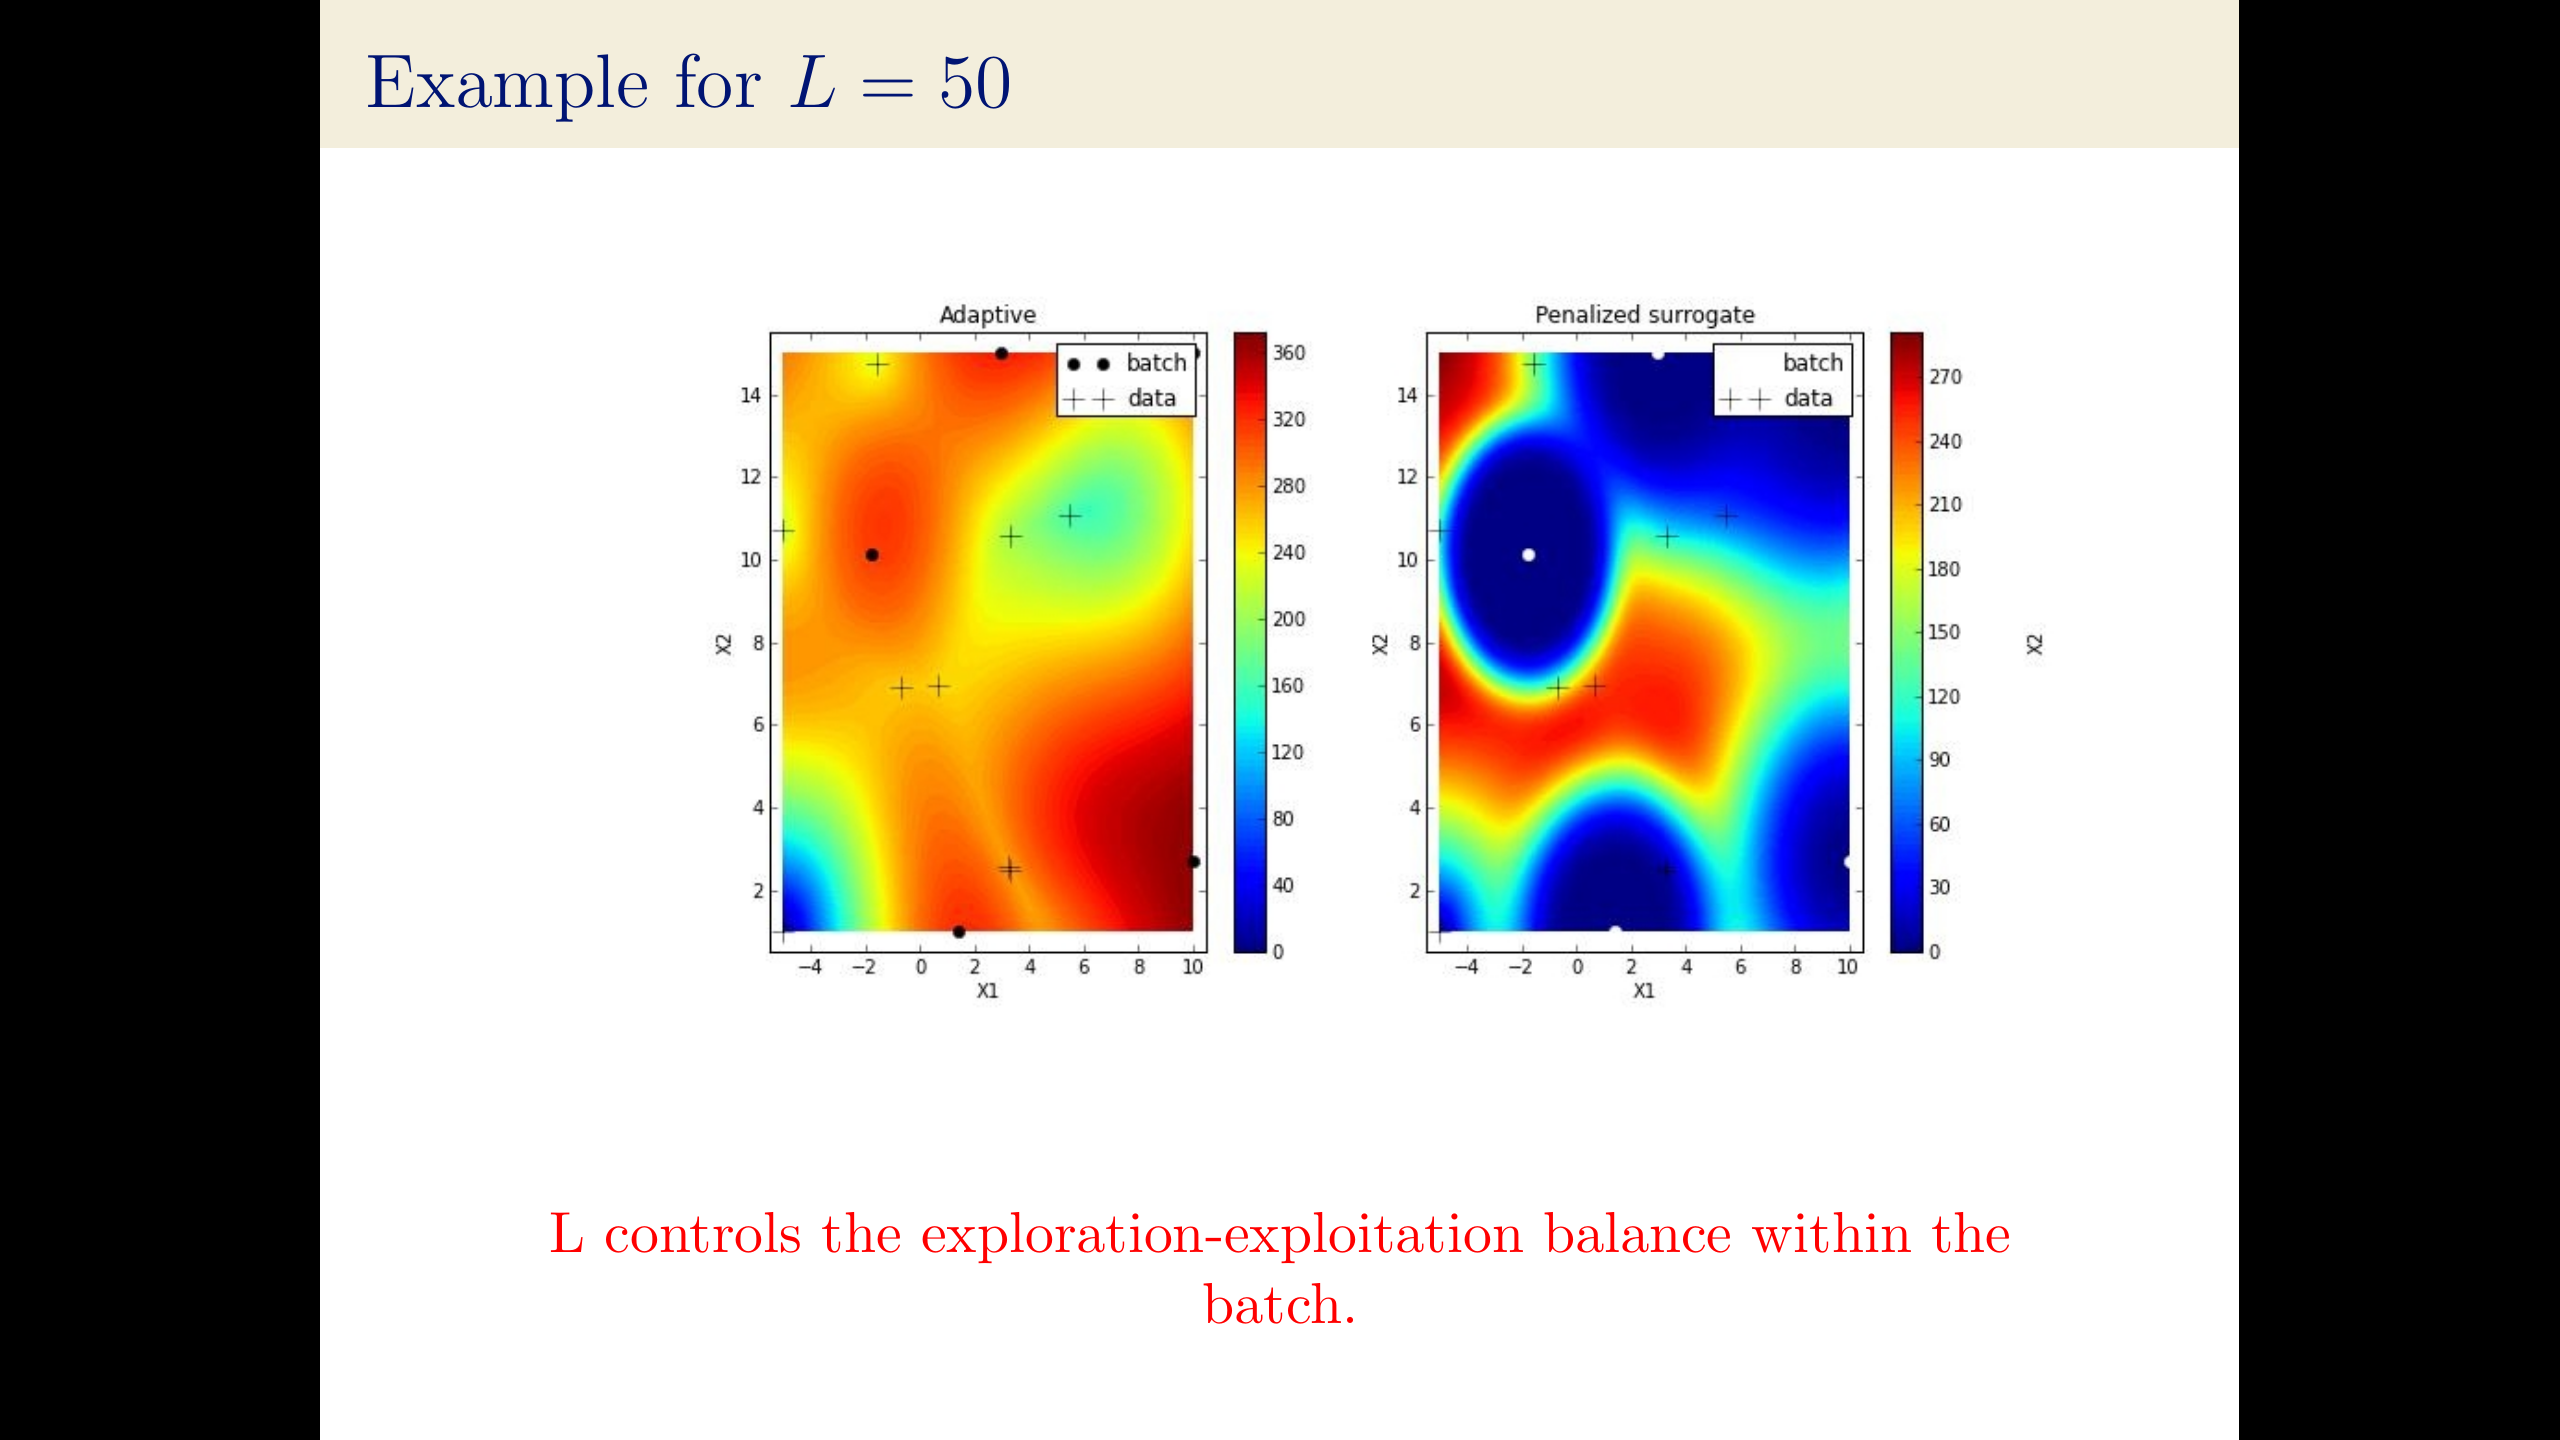 Example for L = 50
Adaptive
batch
data
14
12
10
8
6
4
2
X2
−4 −2 0 2 4 6 8 10
X1
360
320
280
240
200
160
120
80
40
0
Penalized surrogate
batch
data
14
12
10
8
6
4
2
X2
−4 −2 0 2 4 6 8 10
X1
270
240
210
180
150
120
90
60
30
0
X2
L controls the exploration-exploitation balance within the
batch.